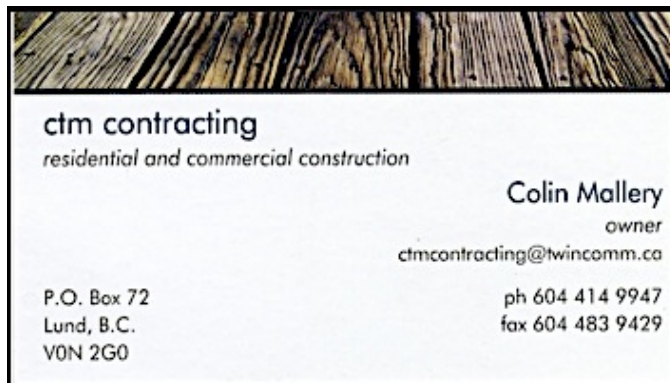 ctm contracting
residential and commercial construction
Colin Mallery
owner
ctmcontracting@twincomm.ca
P.O. Box 72
Lund, B.C.
V0N 2G0
ph 604 414 9947
fax 604 483 9429